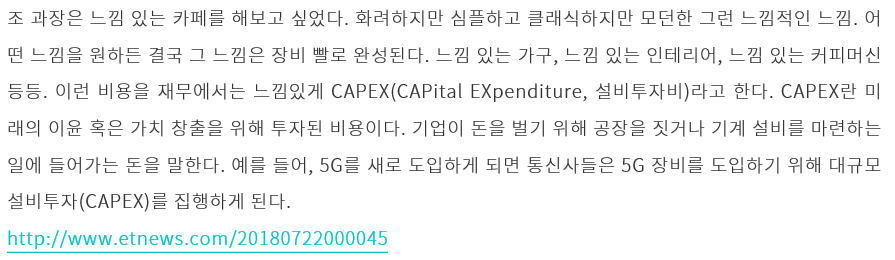 조 과장은 느낌 있는 카페를 해보고 싶었다. 화려하지만 심플하고 클래식하지만 모던한 그런 느낌적인 느낌. 어
떤 느낌을 원하든 결국 그 느낌은 장비 빨로 완성된다. 느낌 있는 가구, 느낌 있는 인테리어, 느낌 있는 커피머신
등등. 이런 비용을 재무에서는 느낌있게 CAPEX(CAPital EXpenditure, 설비투자비)라고 한다. CAPEX란 미
래의 이윤 혹은 가치 창출을 위해 투자된 비용이다. 기업이 돈을 벌기 위해 공장을 짓거나 기계 설비를 마련하는
일에 들어가는 돈을 말한다. 예를 들어, 5G를 새로 도입하게 되면 통신사들은 5G 장비를 도입하기 위해 대규모
설비투자(CAPEX)를 집행하게 된다.
http://www.etnews.com/20180722000045